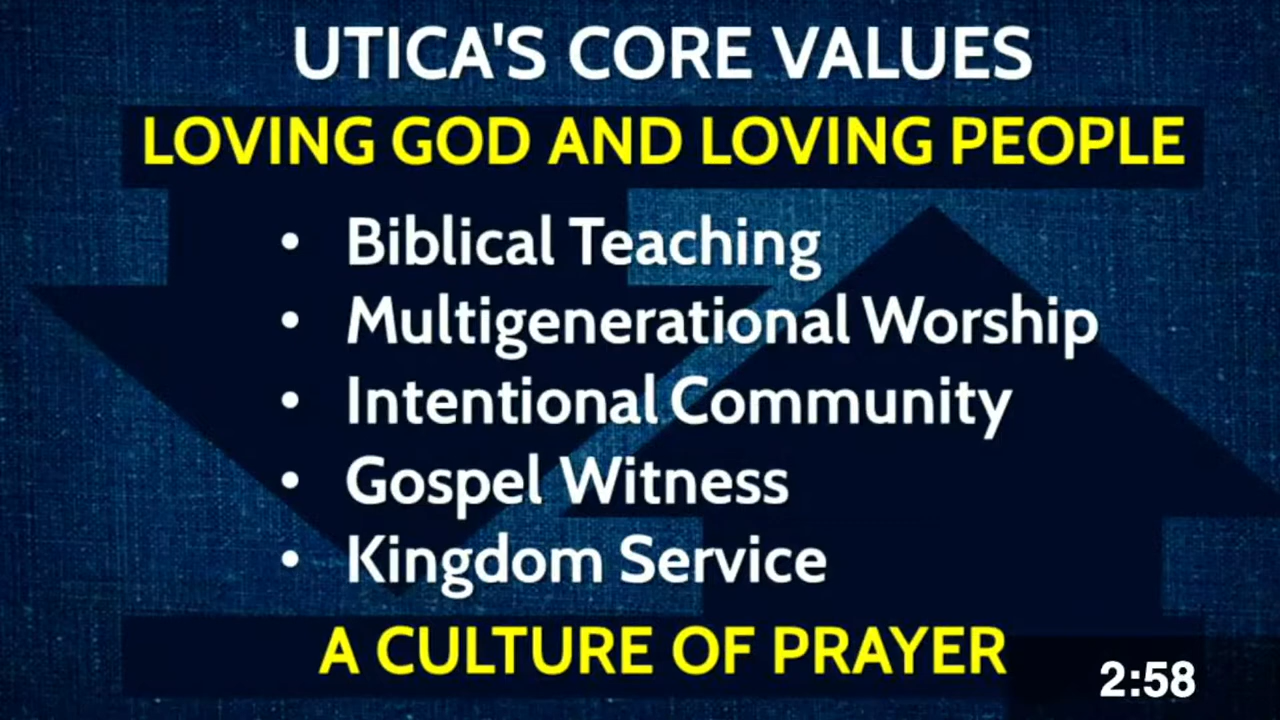 UTICA'S CORE VALUES
LOVING GOD AND LOVING PEOPLE
• Biblical Teaching
• Multigenerational Worship
• Intentional Community
• Gospel Witness
• Kingdom Service
A CULTURE OF PRAYER
2:58